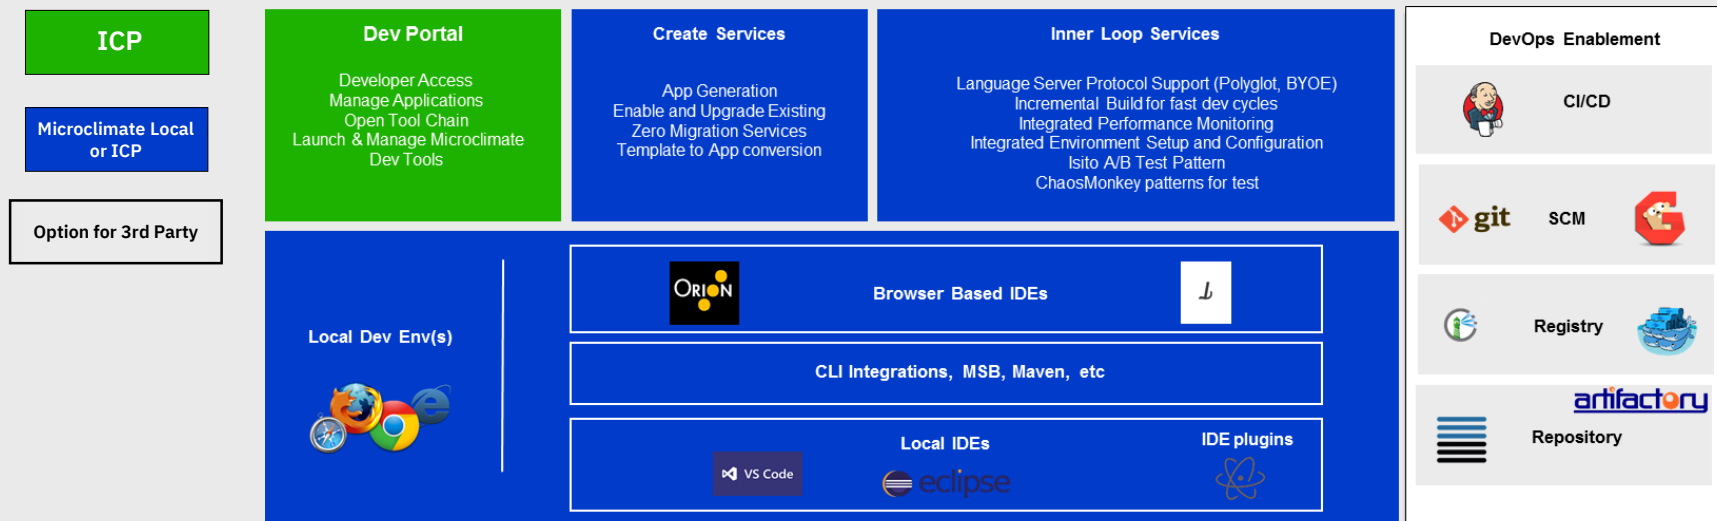 ICP
Microclimate Local
or ICP
Option for 3rd Party
Dev Portal
Developer Access
Manage Applications
Open Tool Chain
Launch & Manage Microclimate
Dev Tools
Create Services
App Generation
Enable and Upgrade Existing
Zero Migration Services
Template to App conversion
Inner Loop Services
Language Server Protocol Support (Polyglot, BYOE)
Incremental Build for fast dev cycles
Integrated Performance Monitoring
Integrated Environment Setup and Configuration
Isito A/B Test Pattern
ChaosMonkey patterns for test
Local Dev Env(s)
ORION
Browser Based IDEs
CLI Integrations, MSB, Maven, etc
Local IDEs
IDE plugins
VS Code
eclipse
DevOps Enablement
CI/CD
git
SCM
Registry
artifactory
Repository